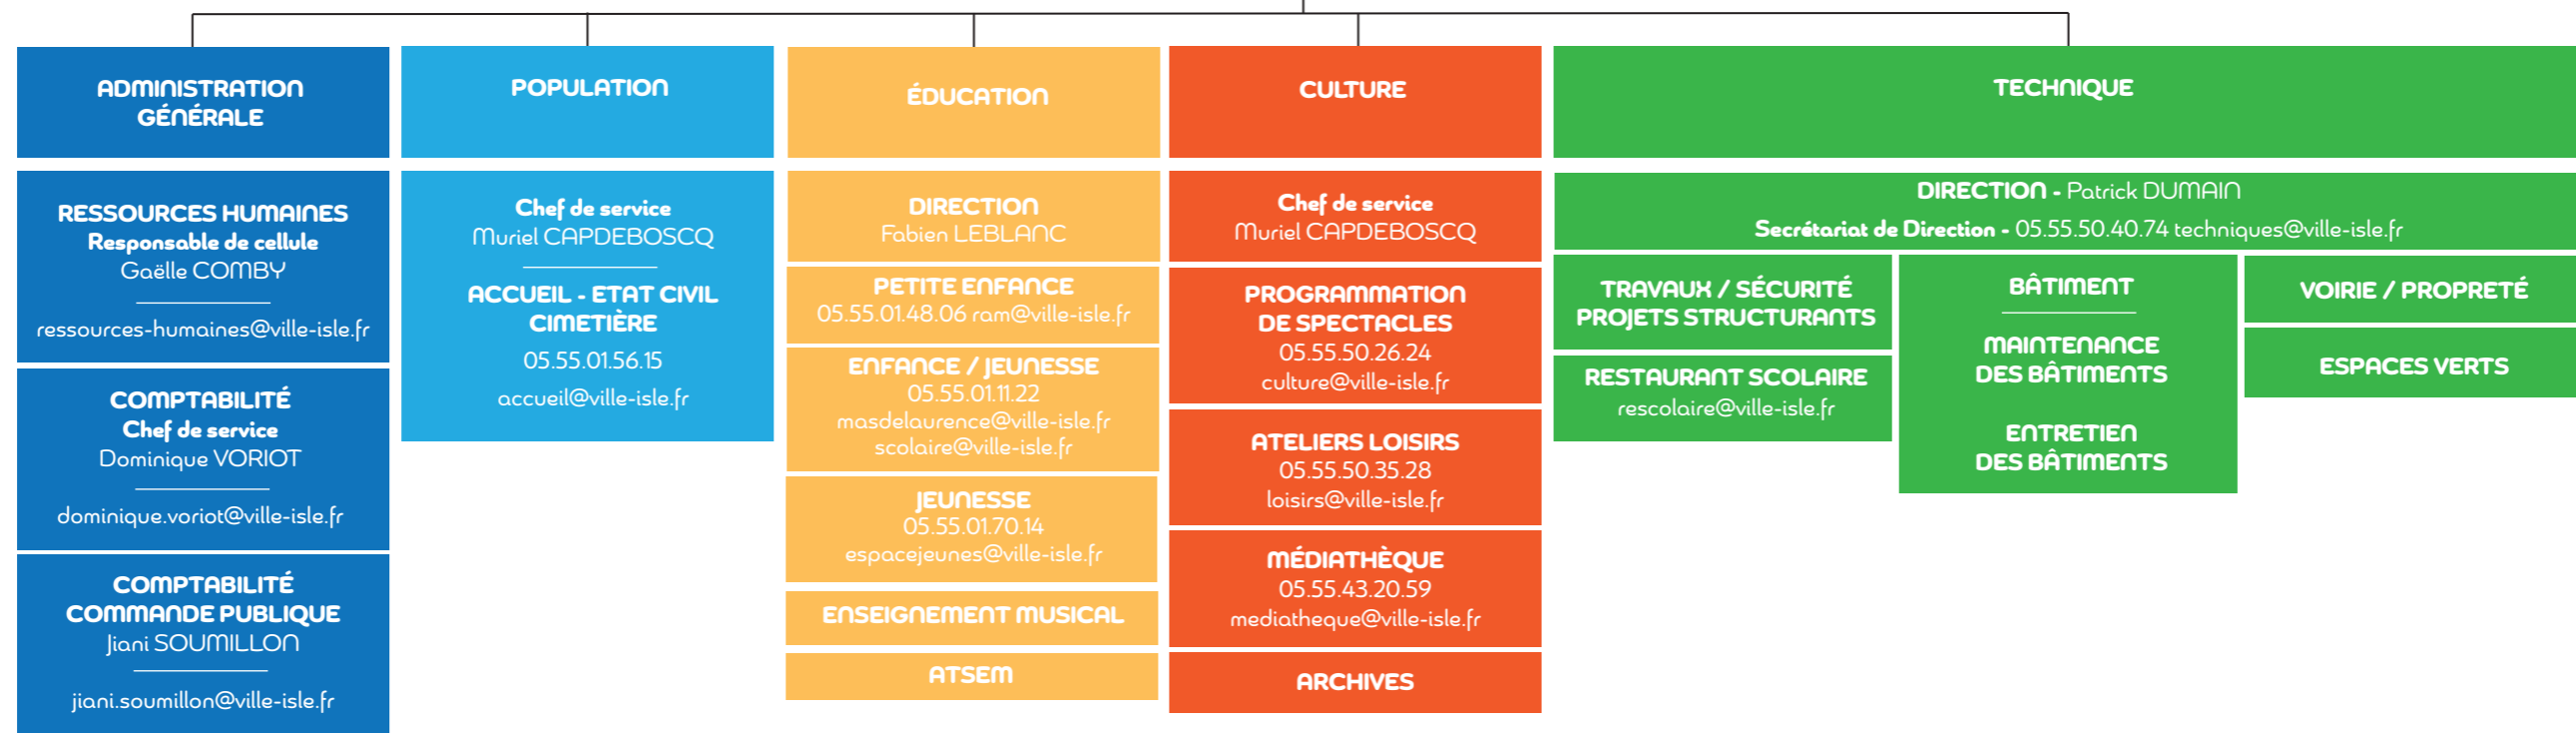 ADMINISTRATION
GÉNÉRALE
RESSOURCES HUMAINES
Responsable de cellule
Gaëlle COMBY
ressources-humaines@ville-isle.fr
COMPTABILITÉ
Chef de service
Dominique VORIOT
dominique.voriot@ville-isle.fr
COMPTABILITÉ
COMMANDE PUBLIQUE
Jiani SOUMILLON
jiani.soumillon@ville-isle.fr
POPULATION
Chef de service
Muriel CAPDEBOSCQ
ACCUEIL - ETAT CIVIL
CIMETIÈRE
05.55.01.56.15
accueil@ville-isle.fr
ÉDUCATION
DIRECTION
Fabien LEBLANC
PETITE ENFANCE
05.55.01.48.06 ram@ville-isle.fr
ENFANCE / JEUNESSE
05.55.01.11.22
masdelaurence@ville-isle.fr
scolaire@ville-isle.fr
JEUNESSE
05.55.01.70.14
espacejeunes@ville-isle.fr
ENSEIGNEMENT MUSICAL
ATSEM
CULTURE
Chef de service
Muriel CAPDEBOSCQ
PROGRAMMATION
DE SPECTACLES
05.55.50.26.24
culture@ville-isle.fr
ATELIERS LOISIRS
05.55.50.35.28
loisirs@ville-isle.fr
MÉDIATHÈQUE
05.55.43.20.59
mediatheque@ville-isle.fr
ARCHIVES
TECHNIQUE
DIRECTION - Patrick DUMAIN
Secrétariat de Direction - 05.55.50.40.74 techniques@ville-isle.fr
TRAVAUX / SÉCURITÉ
PROJETS STRUCTURANTS
RESTAURANT SCOLAIRE
rescolaire@ville-isle.fr
BÂTIMENT
MAINTENANCE
DES BÂTIMENTS
ENTRETIEN
DES BÂTIMENTS
VOIRIE / PROPRETÉ
ESPACES VERTS